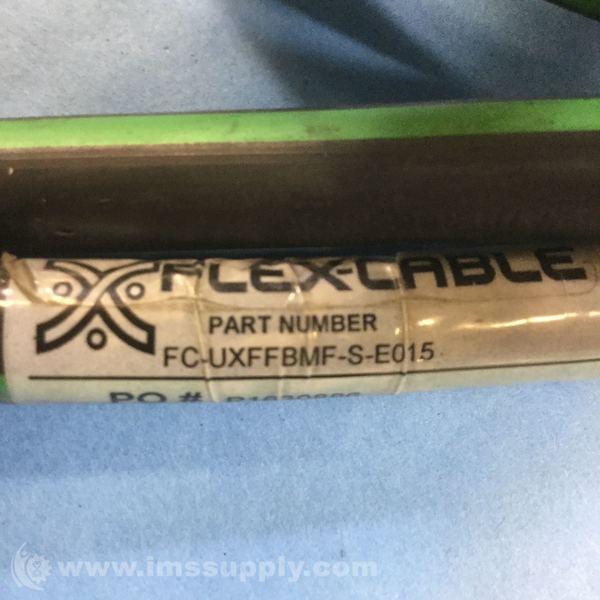 FLEX-CABLE
PART NUMBER
FC-UXFFBMF-S-E015
PO #
www.imssupply.com